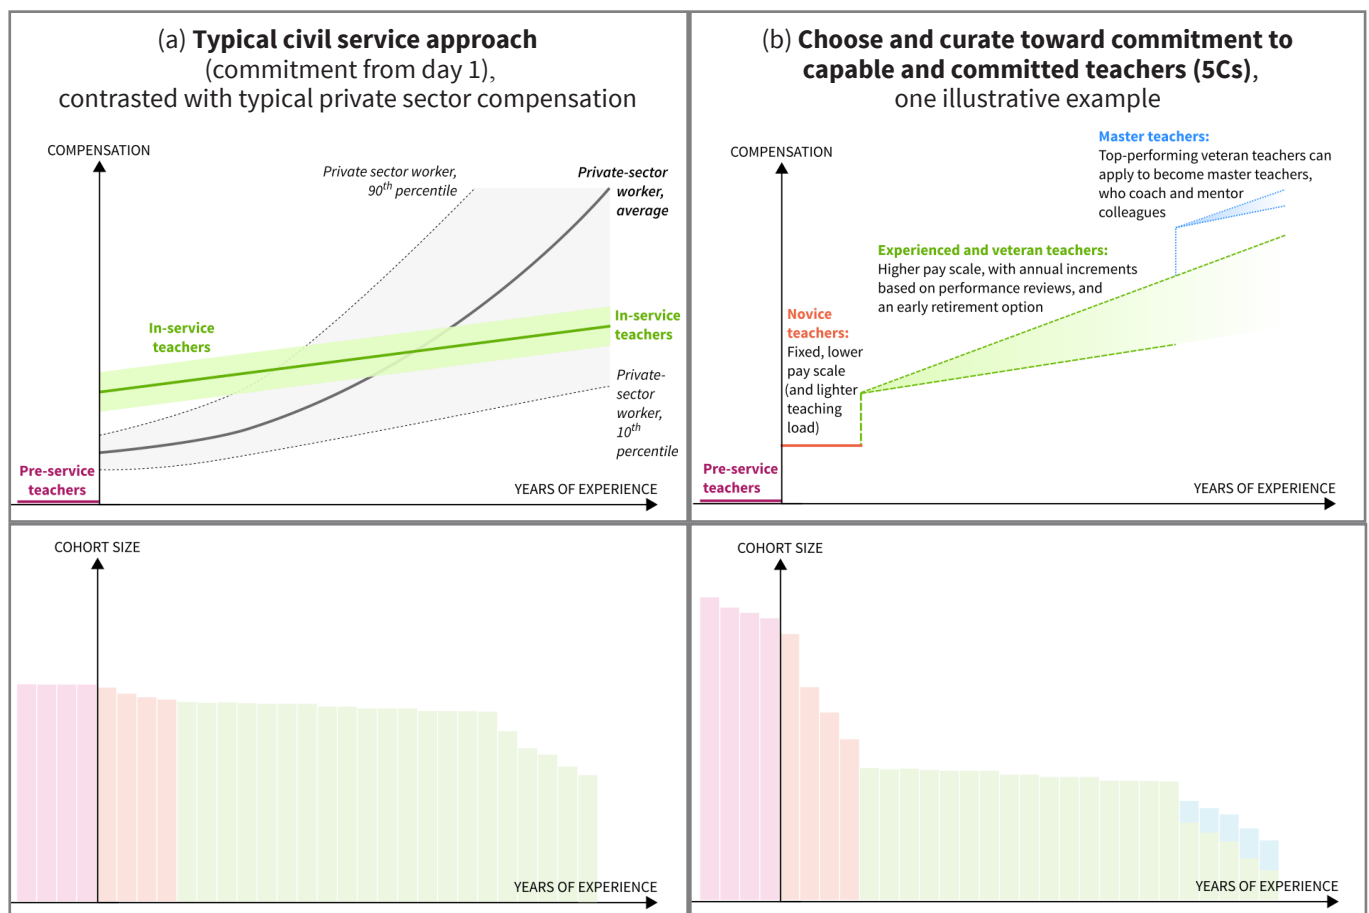 (a) Typical civil service approach
(commitment from day 1),
contrasted with typical private sector compensation
COMPENSATION
Private sector worker,
90th percentile
Private-sector
worker,
average
In-service
teachers
In-service
teachers
Private-
sector
worker,
10th
percentile
Pre-service
teachers
YEARS OF EXPERIENCE
(b) Choose and curate toward commitment to
capable and committed teachers (5Cs),
one illustrative example
COMPENSATION
Master teachers:
Top-performing veteran teachers can
apply to become master teachers,
who coach and mentor
colleagues
Experienced and veteran teachers:
Higher pay scale, with annual increments
based on performance reviews, and
an early retirement option
Novice
teachers:
Fixed, lower
pay scale
(and lighter
teaching
load)
Pre-service
teachers
YEARS OF EXPERIENCE
COHORT SIZE
YEARS OF EXPERIENCE
COHORT SIZE
YEARS OF EXPERIENCE